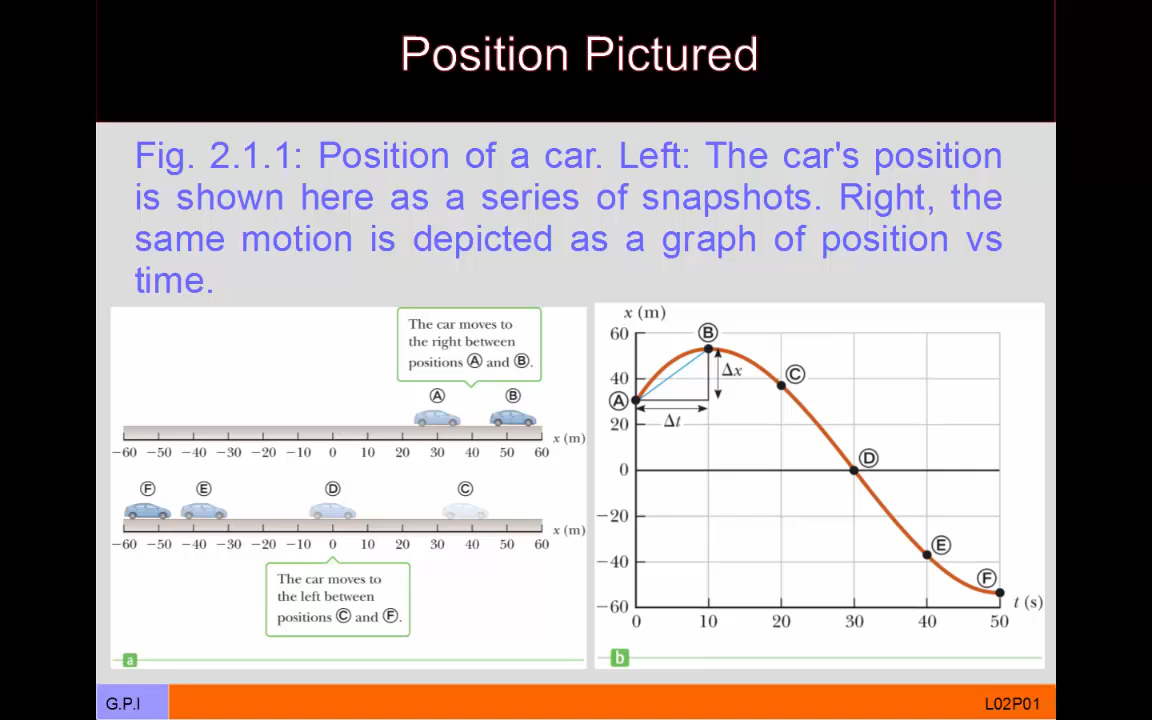 Position Pictured
Fig. 2.1.1: Position of a car. Left: The car's position
is shown here as a series of snapshots. Right, the
same motion is depicted as a graph of position vs
time.
The car moves to
the right between
positions Ⓐ and Ⓑ.
Ⓐ Ⓑ
x (m)
−60 −50 −40 −30 −20 −10 0 10 20 30 40 50 60
Ⓕ Ⓔ Ⓓ Ⓒ
x (m)
−60 −50 −40 −30 −20 −10 0 10 20 30 40 50 60
The car moves to
the left between
positions Ⓒ and Ⓕ.
a
x (m)
60
40
20
0
−20
−40
−60
Ⓐ
Ⓑ
Δx
Δt
Ⓒ
Ⓓ
Ⓔ
Ⓕ
t (s)
0 10 20 30 40 50
b
G.P.I
L02P01